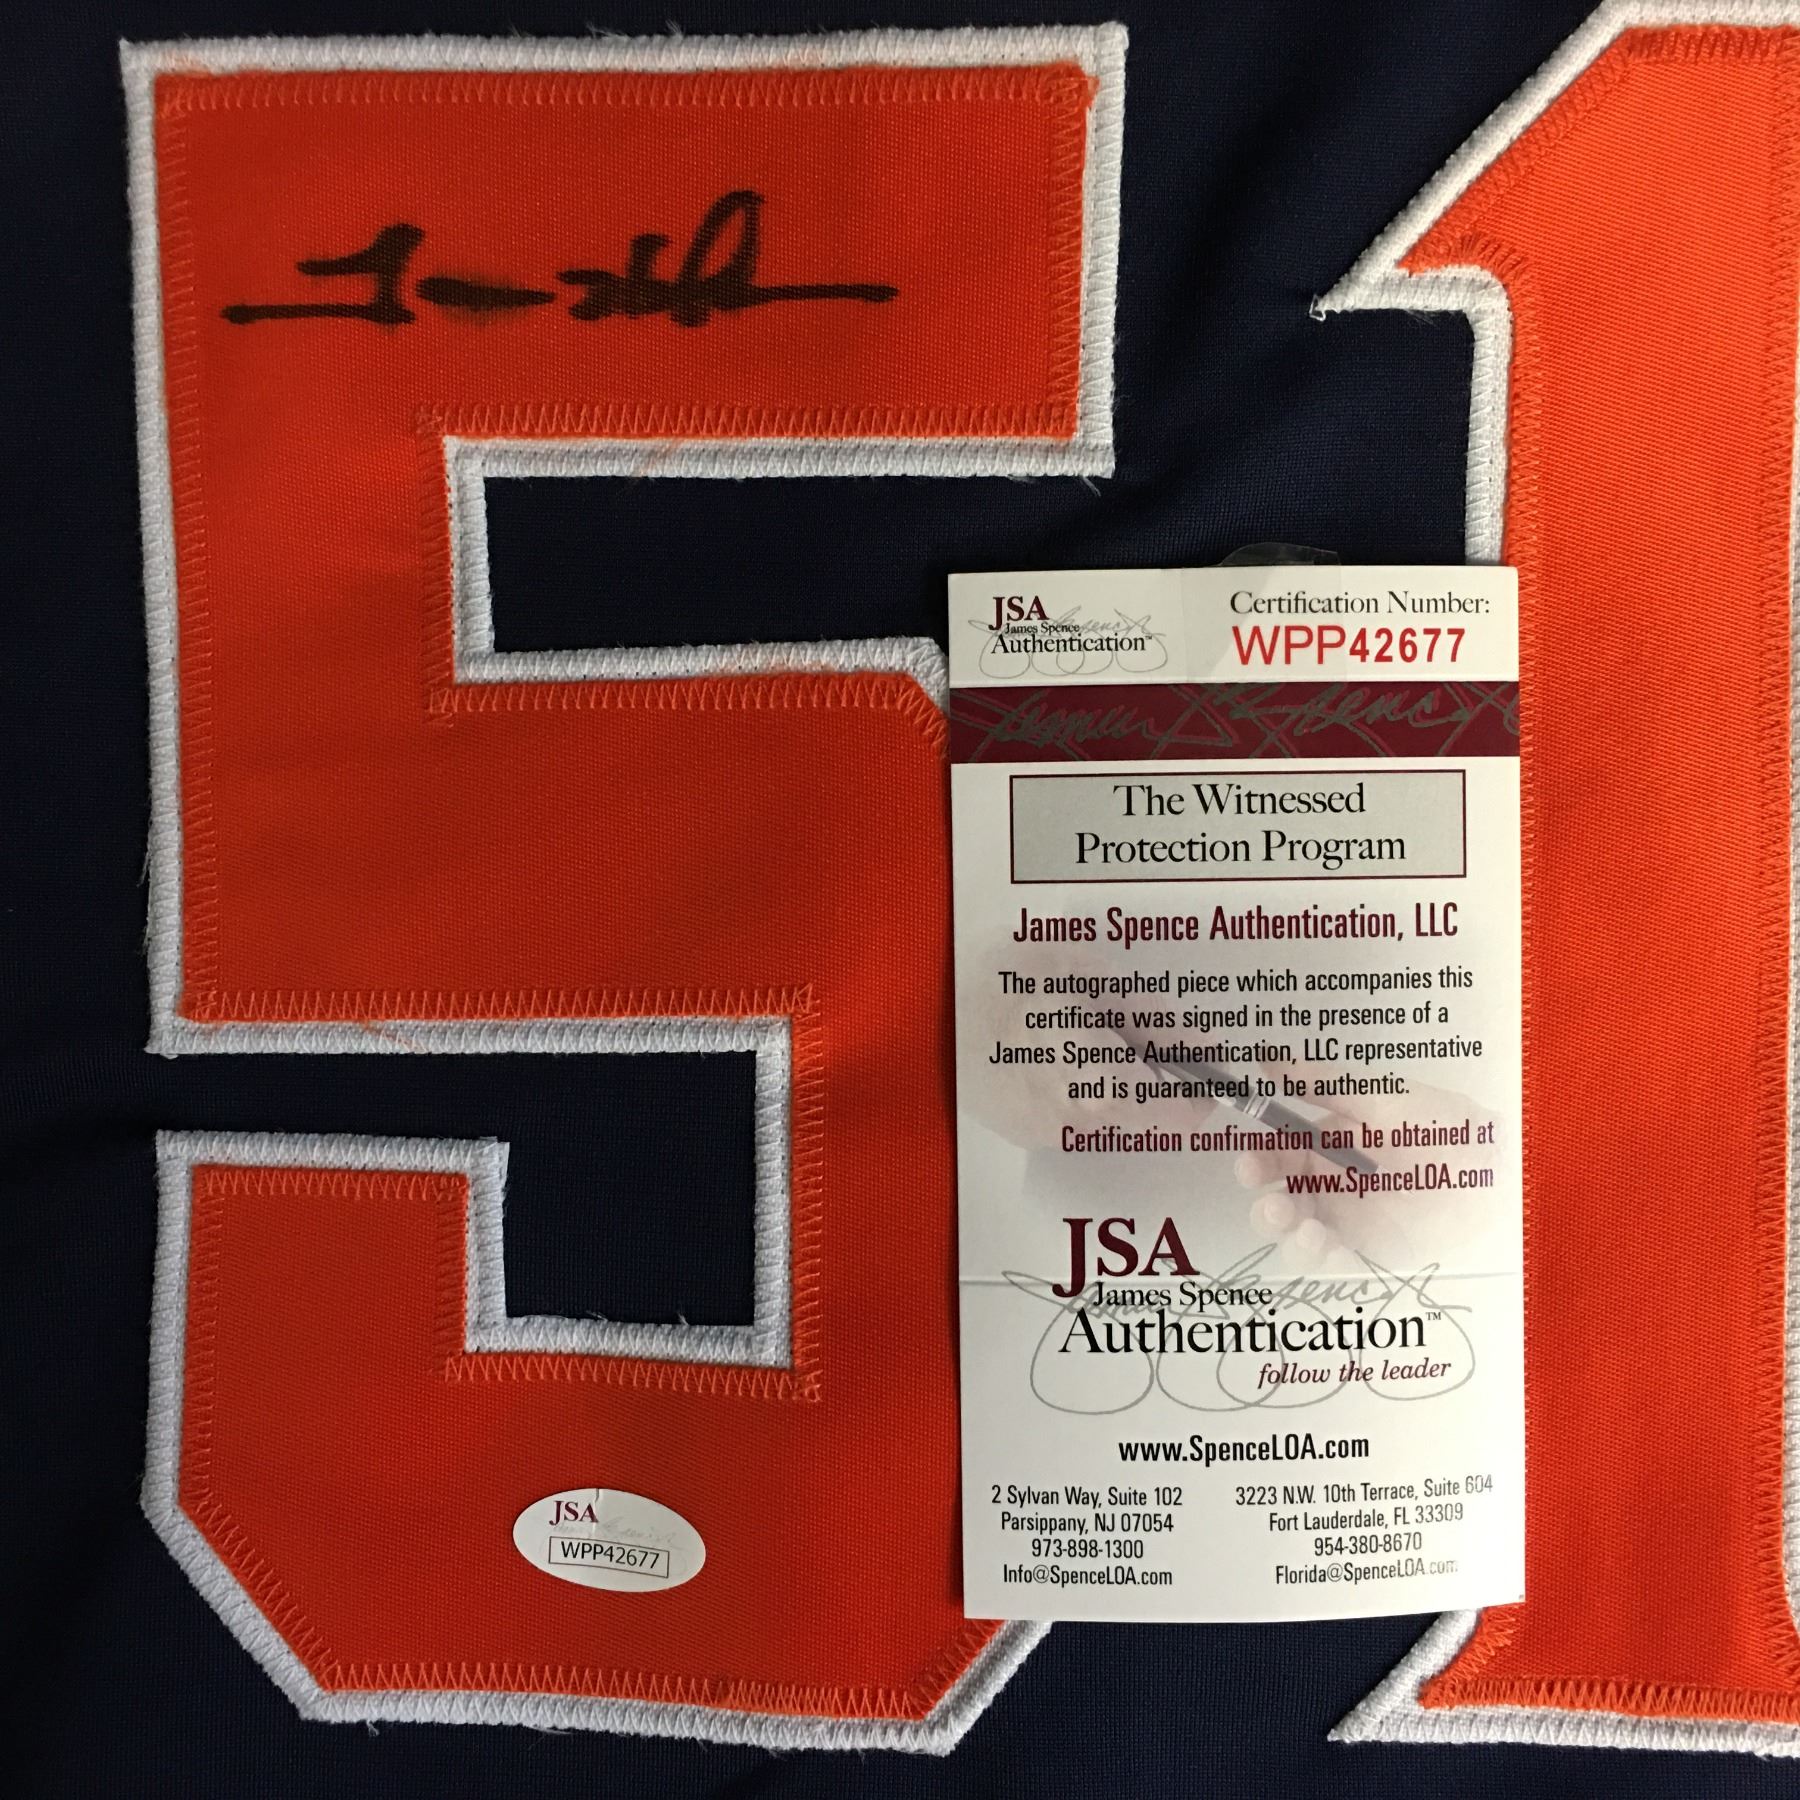 51
JSA
James Spence
Authentication™
Certification Number:
WPP42677
The Witnessed
Protection Program
James Spence Authentication, LLC
The autographed piece which accompanies this
certificate was signed in the presence of a
James Spence Authentication, LLC representative
and is guaranteed to be authentic.
Certification confirmation can be obtained at
www.SpenceLOA.com
JSA
James Spence
Authentication™
follow the leader
www.SpenceLOA.com
2 Sylvan Way, Suite 102
Parsippany, NJ 07054
973-898-1300
Info@SpenceLOA.com
3223 N.W. 10th Terrace, Suite 604
Fort Lauderdale, FL 33309
954-380-8670
Florida@SpenceLOA.com
JSA
WPP42677